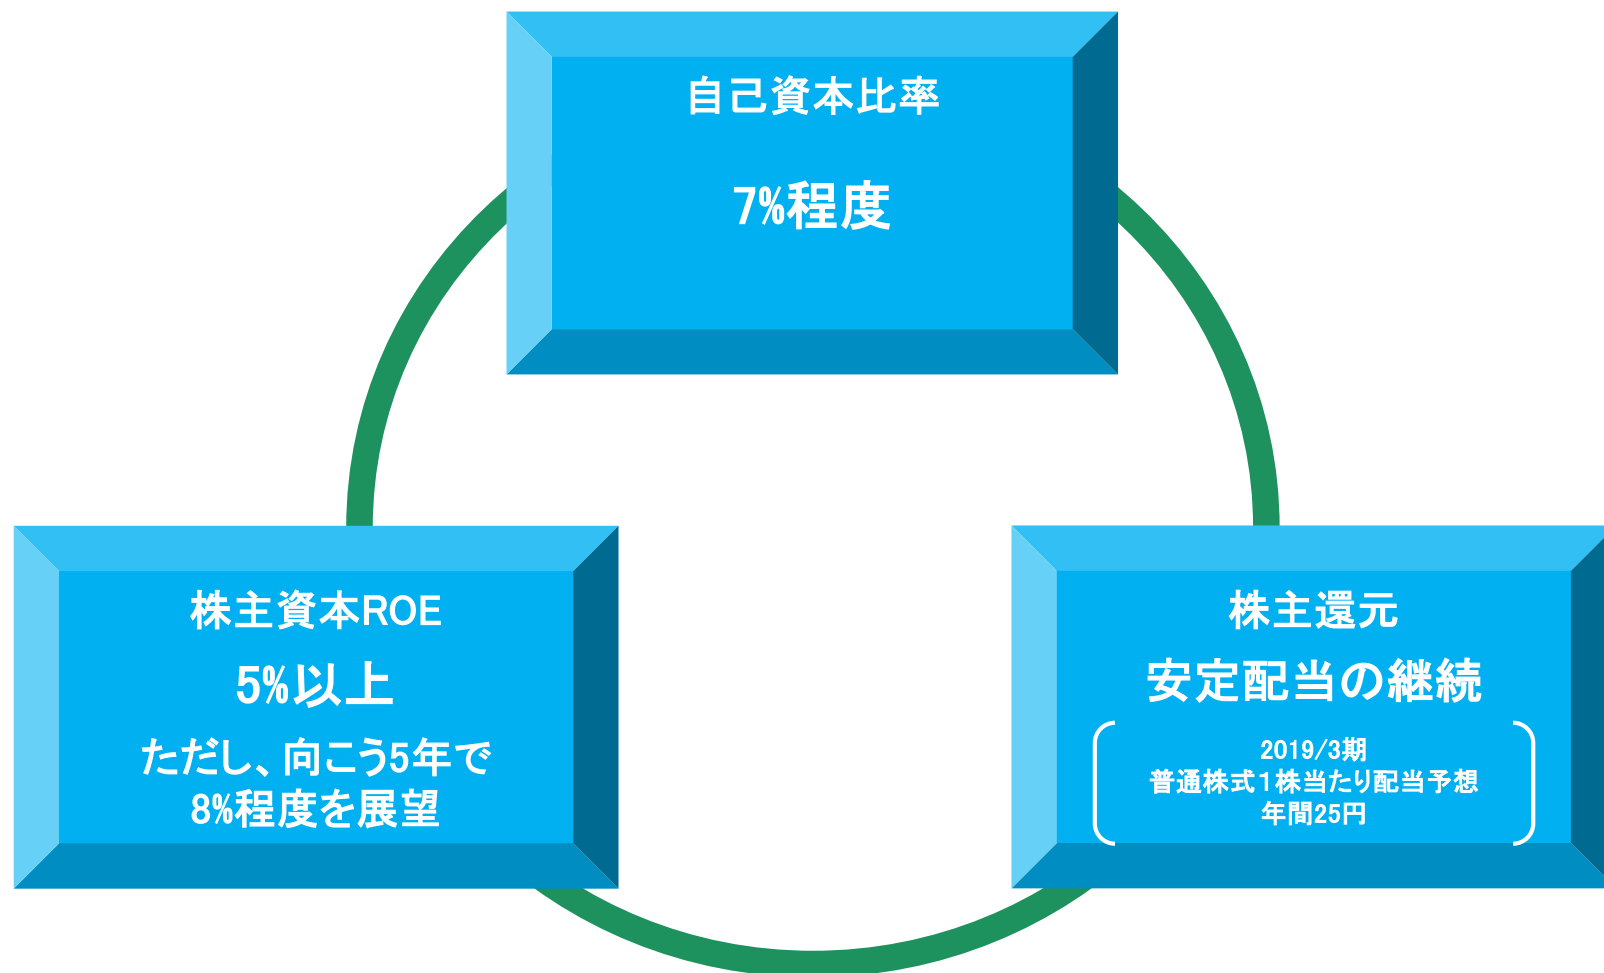 自己資本比率
7%程度
株主資本ROE
5%以上
ただし、向こう5年で
8%程度を展望
株主還元
安定配当の継続
2019/3期
普通株式1株当たり配当予想
年間25円